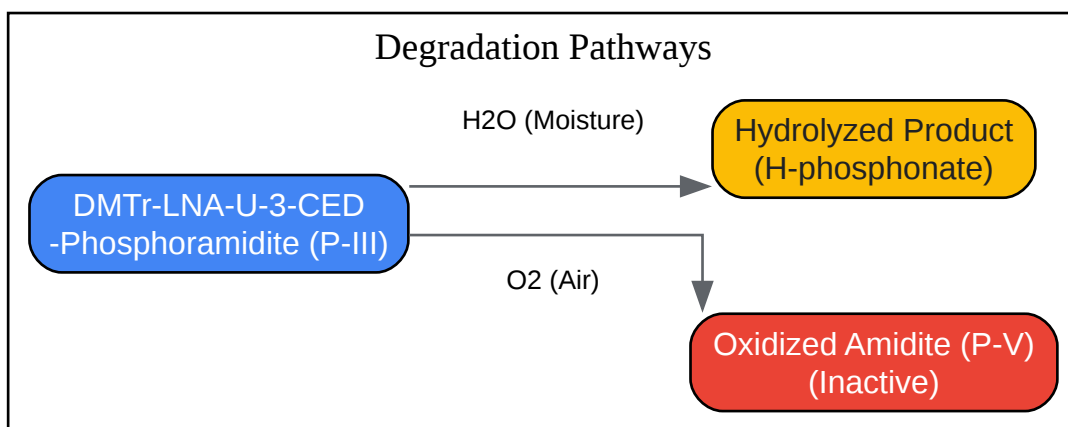 Degradation Pathways
H2O (Moisture)
Hydrolyzed Product
(H-phosphonate)
DMTr-LNA-U-3-CED
-Phosphoramidite (P-III)
O2 (Air)
Oxidized Amidite (P-V)
(Inactive)